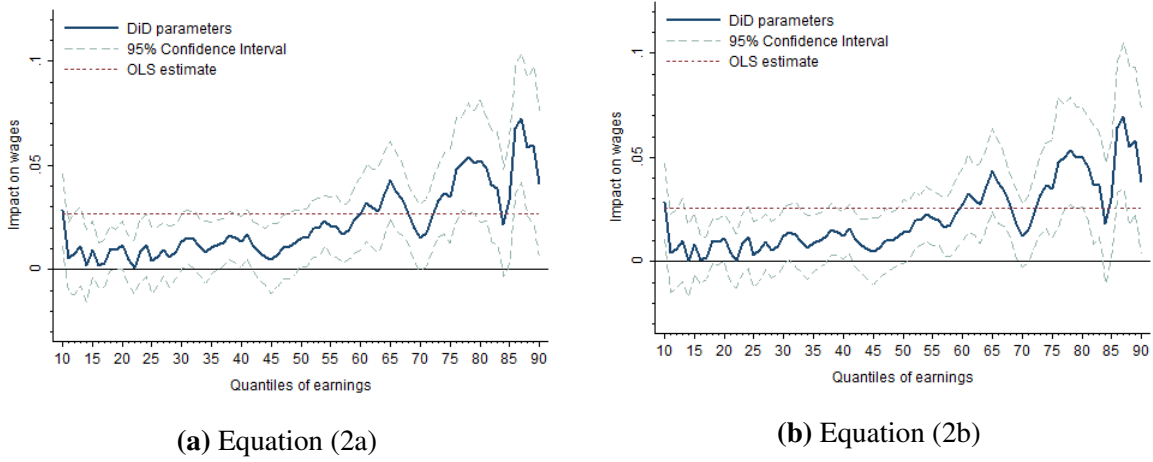 DiD parameters
95% Confidence Interval
OLS estimate
Impact on wages
.1
.05
0
10 15 20 25 30 35 40 45 50 55 60 65 70 75 80 85 90
Quantiles of earnings
(a) Equation (2a)
DiD parameters
95% Confidence Interval
OLS estimate
Impact on wages
.1
.05
0
10 15 20 25 30 35 40 45 50 55 60 65 70 75 80 85 90
Quantiles of earnings
(b) Equation (2b)